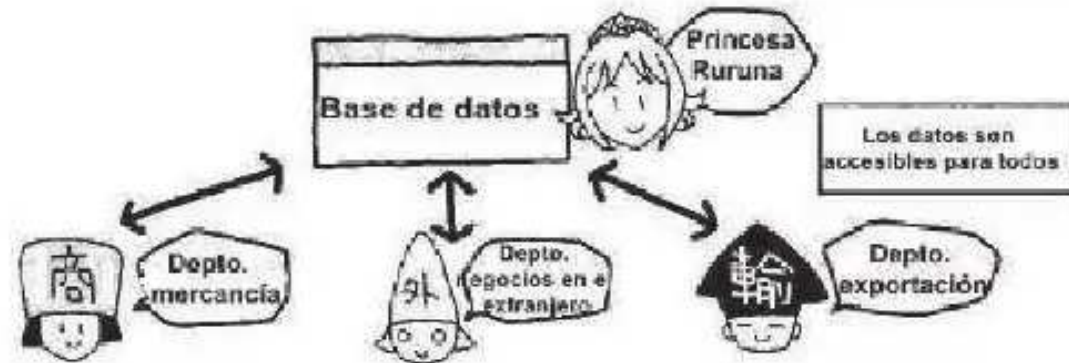 Princesa
Ruruna
Base de datos
Los datos son
accesibles para todos
商
Depto.
mercancía
外
Depto.
negocios en e
extranjero
輸
Depto.
exportación